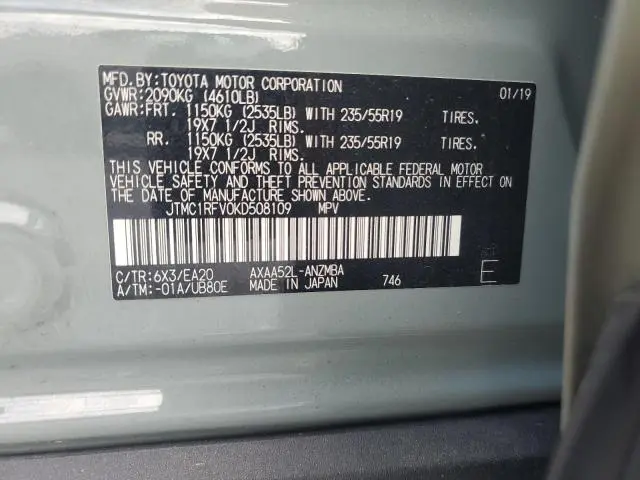 MFD. BY: TOYOTA MOTOR CORPORATION 01/19
GVWR: 2090KG (4610LB)
GAWR: FRT. 1150KG (2535LB) WITH 235/55R19 TIRES.
19X7 1/2J RIMS.
RR. 1150KG (2535LB) WITH 235/55R19 TIRES.
19X7 1/2J RIMS.
THIS VEHICLE CONFORMS TO ALL APPLICABLE FEDERAL MOTOR
VEHICLE SAFETY AND THEFT PREVENTION STANDARDS IN EFFECT ON
THE DATE OF MANUFACTURE SHOWN ABOVE.
JTMC1RFV0KD508109 MPV
C/TR: 6X3/EA20 AXAA52L-ANZMBA E
A/TM: -01A/UB80E MADE IN JAPAN 746